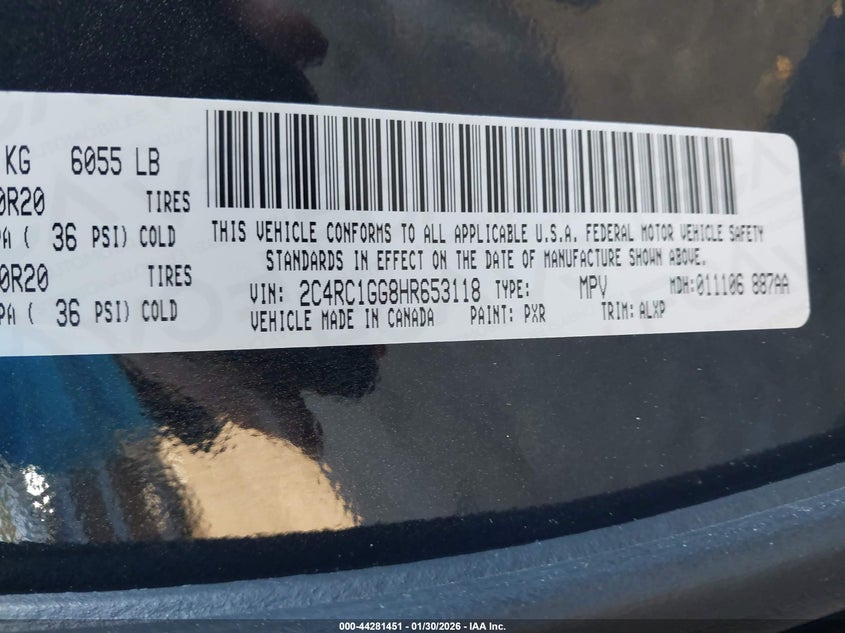 KG 6055 LB
0R20 TIRES
PA ( 36 PSI) COLD
0R20 TIRES
PA ( 36 PSI) COLD
THIS VEHICLE CONFORMS TO ALL APPLICABLE U.S.A. FEDERAL MOTOR VEHICLE SAFETY
STANDARDS IN EFFECT ON THE DATE OF MANUFACTURE SHOWN ABOVE.
VIN: 2C4RC1GG8HR653118 TYPE: MPV MDH:011106 887AA
VEHICLE MADE IN CANADA PAINT: PXR TRIM: ALXP
000-44281451 | 01/30/2026 - IAA Inc.